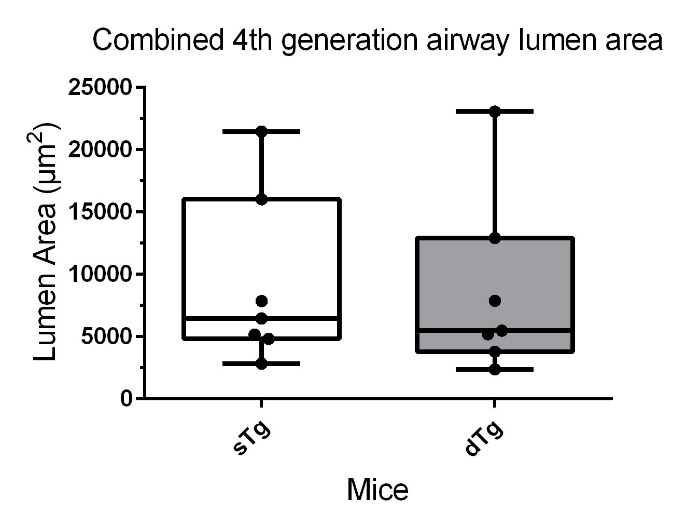 Combined 4th generation airway lumen area
25000
20000
15000
10000
5000
0
Lumen Area (µm²)
sTg
dTg
Mice